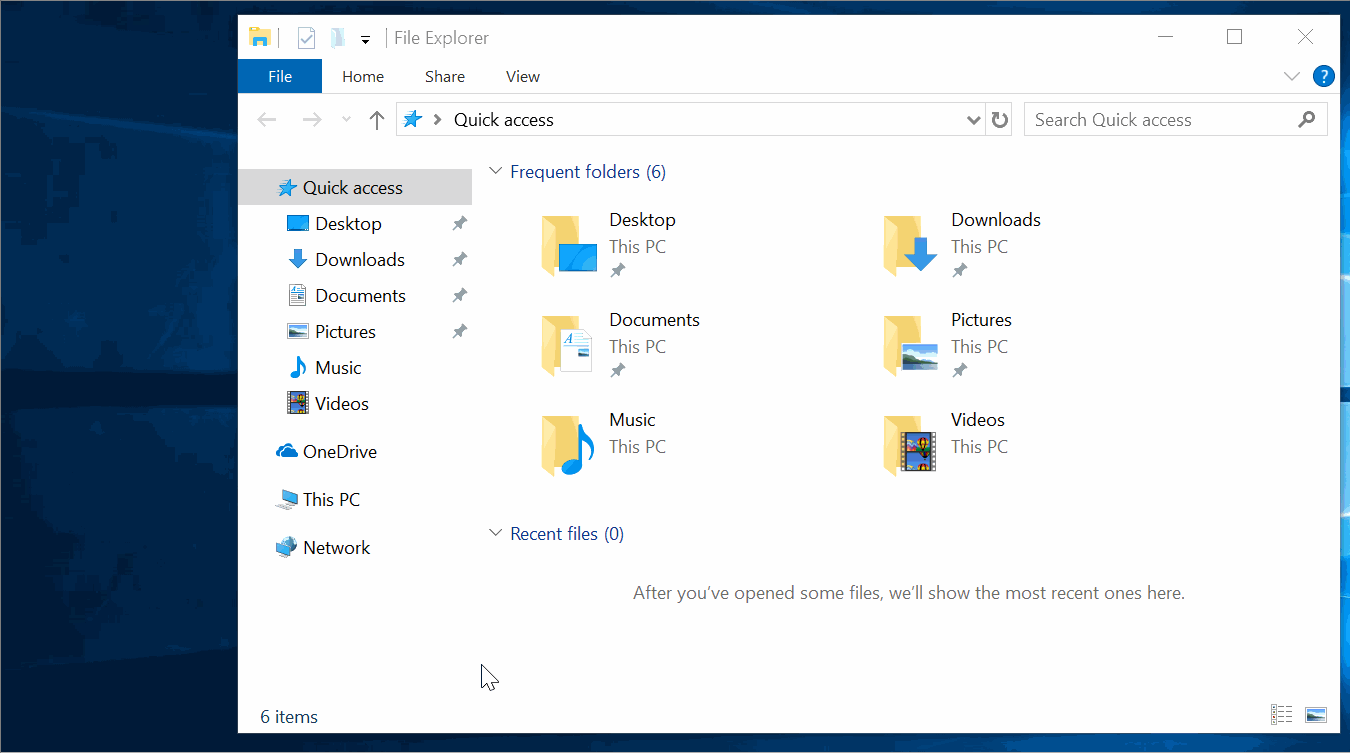 File Explorer
File Home Share View ?
Quick access Search Quick access
Quick access
Desktop
Downloads
Documents
Pictures
Music
Videos
OneDrive
This PC
Network
Frequent folders (6)
Desktop
This PC
Downloads
This PC
Documents
This PC
Pictures
This PC
Music
This PC
Videos
This PC
Recent files (0)
After you’ve opened some files, we’ll show the most recent ones here.
6 items